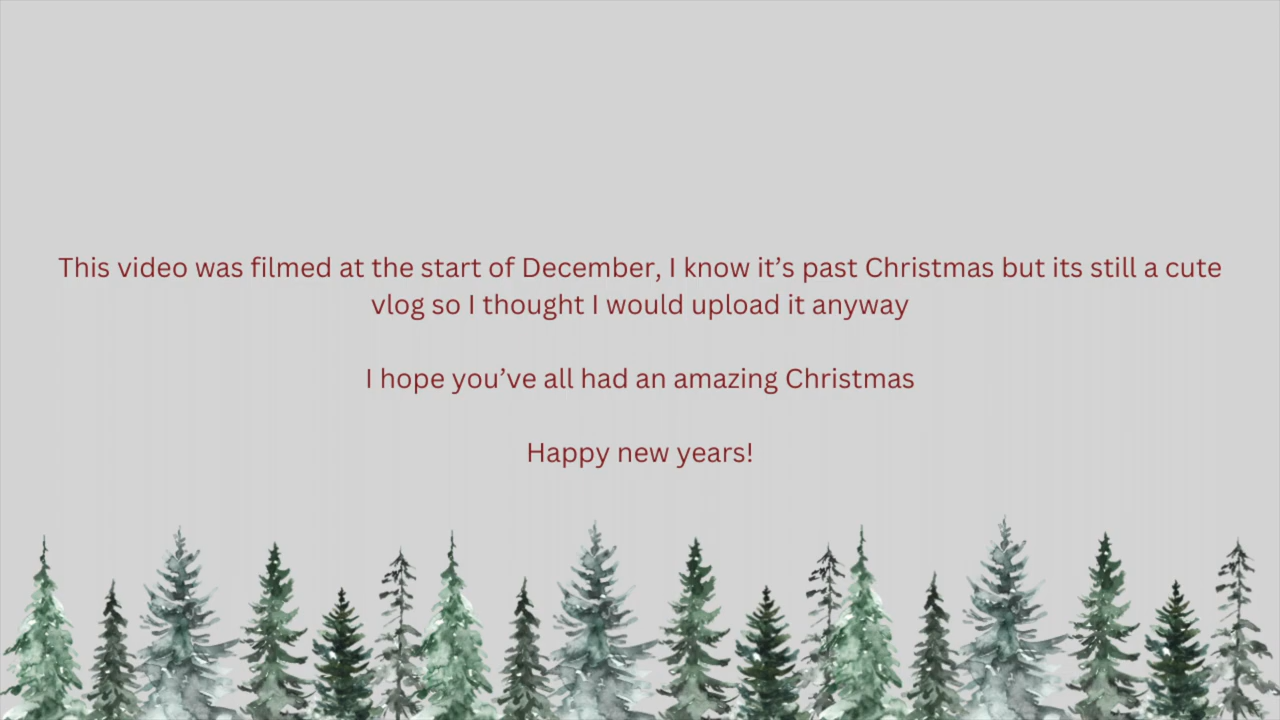 This video was filmed at the start of December, I know it’s past Christmas but its still a cute
vlog so I thought I would upload it anyway
I hope you’ve all had an amazing Christmas
Happy new years!